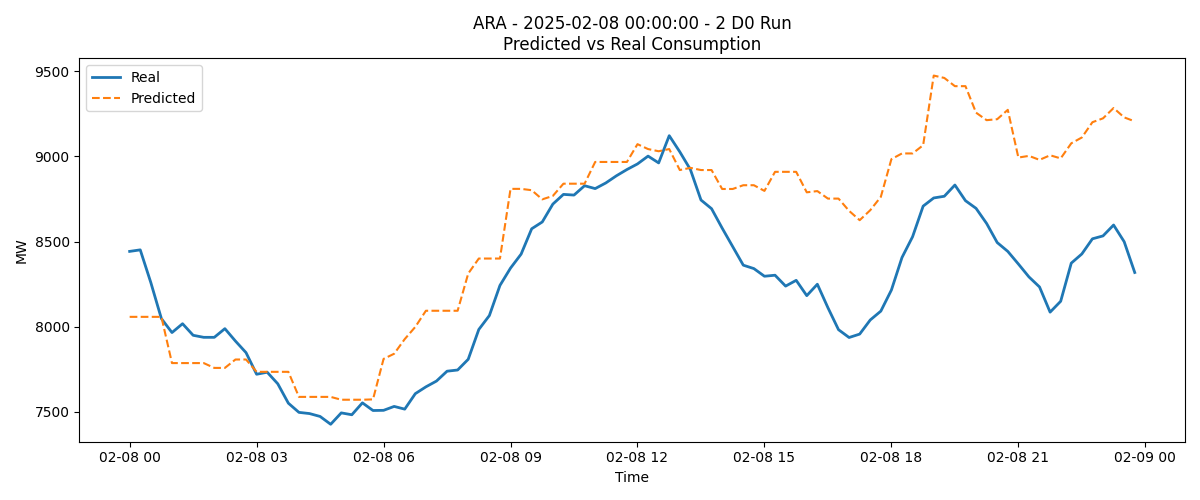 ARA - 2025-02-08 00:00:00 - 2 D0 Run
Predicted vs Real Consumption
Real
Predicted
9500
9000
8500
8000
7500
MW
02-08 00
02-08 03
02-08 06
02-08 09
02-08 12
02-08 15
02-08 18
02-08 21
02-09 00
Time